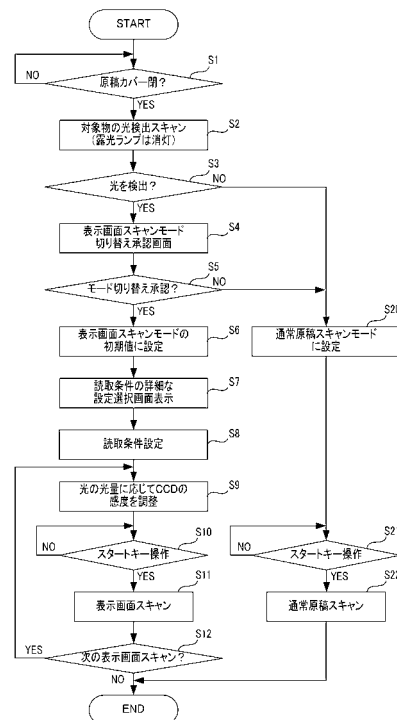 START
S1
原稿カバー閉?
NO
YES
S2
対象物の光検出スキャン
(露光ランプは消灯)
S3
光を検出?
NO
YES
S4
表示画面スキャンモード
切り替え承認画面
S5
モード切り替え承認?
NO
YES
S6
表示画面スキャンモードの
初期値に設定
通常原稿スキャンモード
に設定
S7
読取条件の詳細な
設定選択画面表示
S8
読取条件設定
S9
光の光量に応じてCCDの
感度を調整
S10
スタートキー操作
NO
YES
S21
スタートキー操作
NO
YES
S11
表示画面スキャン
S22
通常原稿スキャン
S12
次の表示画面スキャン?
YES
NO
END